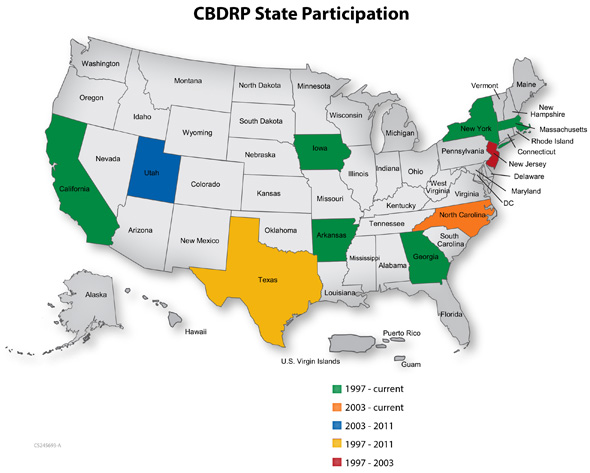 CBDRP State Participation
Washington
Oregon
California
Nevada
Idaho
Montana
Wyoming
Utah
Arizona
Colorado
New Mexico
North Dakota
South Dakota
Nebraska
Kansas
Oklahoma
Texas
Minnesota
Iowa
Missouri
Arkansas
Louisiana
Wisconsin
Illinois
Michigan
Indiana
Ohio
Kentucky
Tennessee
Mississippi
Alabama
Georgia
Florida
South
Carolina
North Carolina
Virginia
West
Virginia
Pennsylvania
New York
Vermont
Maine
New
Hampshire
Massachusetts
Rhode Island
Connecticut
New Jersey
Delaware
Maryland
DC
Alaska
Hawaii
U.S. Virgin Islands
Puerto Rico
Guam
1997 - current
2003 - current
2003 - 2011
1997 - 2011
1997 - 2003